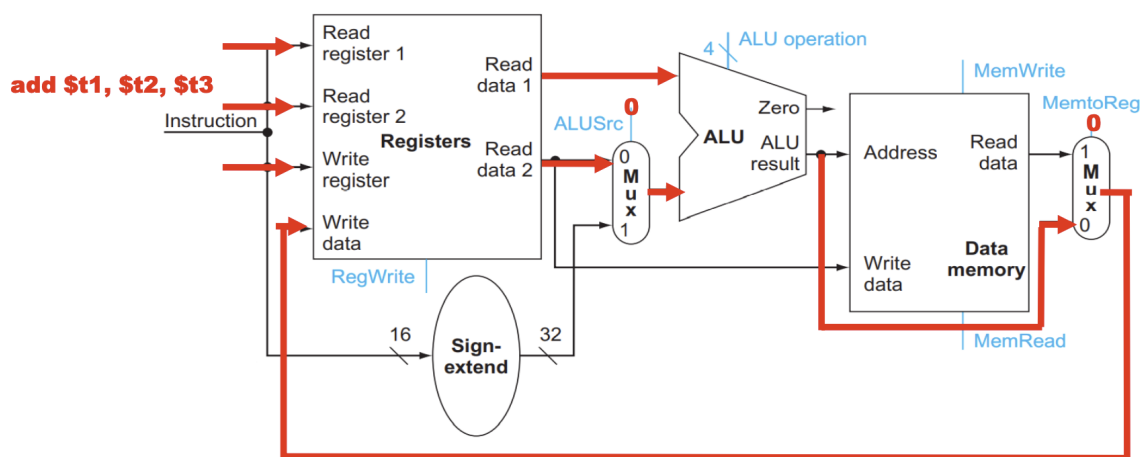 add $t1, $t2, $t3
Instruction
Read
register 1
Read
register 2
Write
register
Write
data
Registers
Read
data 1
Read
data 2
RegWrite
16
Sign-
extend
32
ALUSrc
0
0
Mux
1
4
ALU operation
ALU
Zero
ALU
result
MemWrite
Address
Read
data
Write
data
Data
memory
MemRead
MemtoReg
0
1
Mux
0